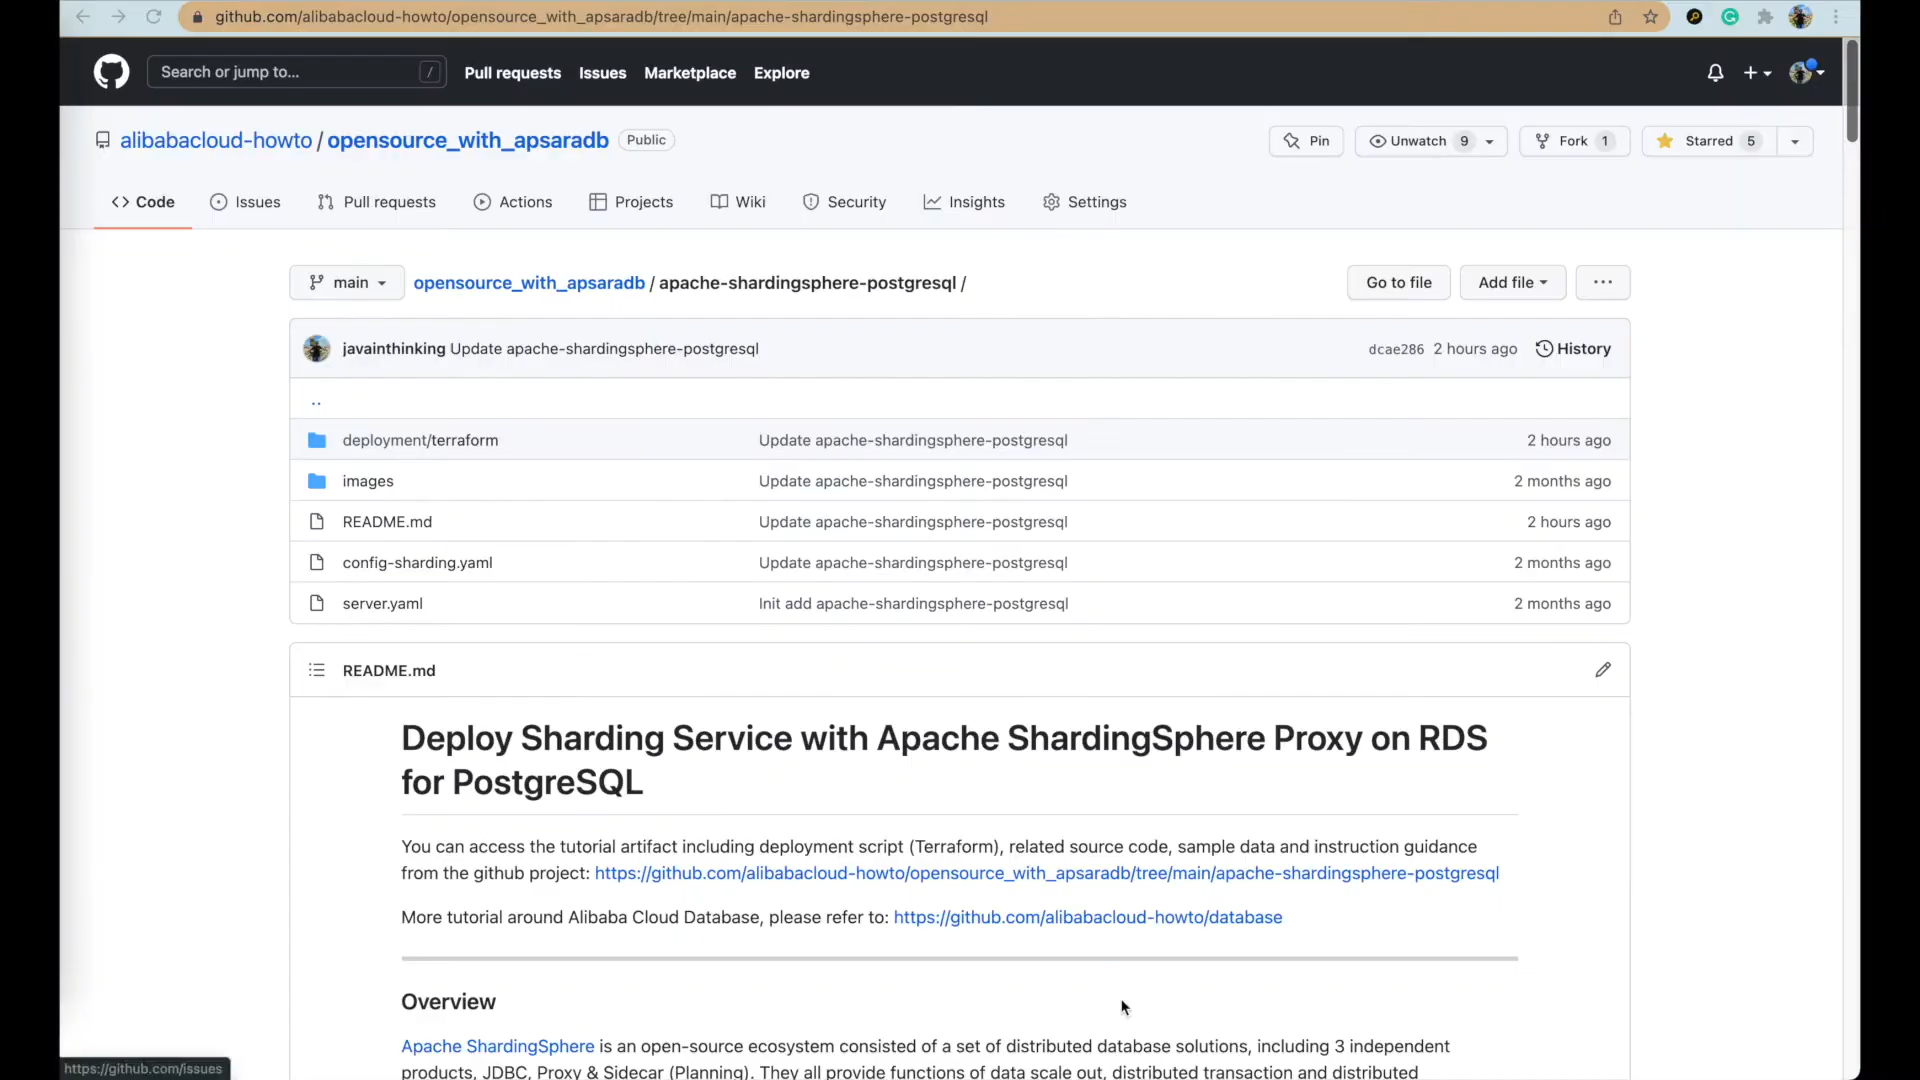 github.com/alibabacloud-howto/opensource_with_apsaradb/tree/main/apache-shardingsphere-postgresql
Search or jump to... / Pull requests Issues Marketplace Explore
alibabacloud-howto / opensource_with_apsaradb Public Pin Unwatch 9 Fork 1 Starred 5
Code Issues Pull requests Actions Projects Wiki Security Insights Settings
main opensource_with_apsaradb / apache-shardingsphere-postgresql / Go to file Add file ...
javainthinking Update apache-shardingsphere-postgresql dcae286 2 hours ago History
..
deployment/terraform Update apache-shardingsphere-postgresql 2 hours ago
images Update apache-shardingsphere-postgresql 2 months ago
README.md Update apache-shardingsphere-postgresql 2 hours ago
config-sharding.yaml Update apache-shardingsphere-postgresql 2 months ago
server.yaml Init add apache-shardingsphere-postgresql 2 months ago
README.md
Deploy Sharding Service with Apache ShardingSphere Proxy on RDS
for PostgreSQL
You can access the tutorial artifact including deployment script (Terraform), related source code, sample data and instruction guidance
from the github project: https://github.com/alibabacloud-howto/opensource_with_apsaradb/tree/main/apache-shardingsphere-postgresql
More tutorial around Alibaba Cloud Database, please refer to: https://github.com/alibabacloud-howto/database
Overview
Apache ShardingSphere is an open-source ecosystem consisted of a set of distributed database solutions, including 3 independent
products, JDBC, Proxy & Sidecar (Planning). They all provide functions of data scale out, distributed transaction and distributed
https://github.com/issues